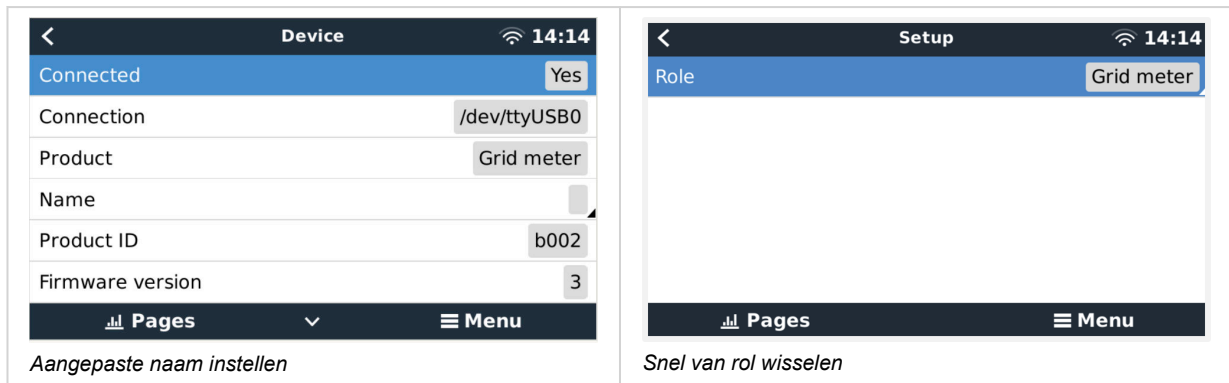 Device 14:14
Connected Yes
Connection /dev/ttyUSB0
Product Grid meter
Name
Product ID b002
Firmware version 3
Pages Menu
Aangepaste naam instellen
Setup 14:14
Role Grid meter
Pages Menu
Snel van rol wisselen